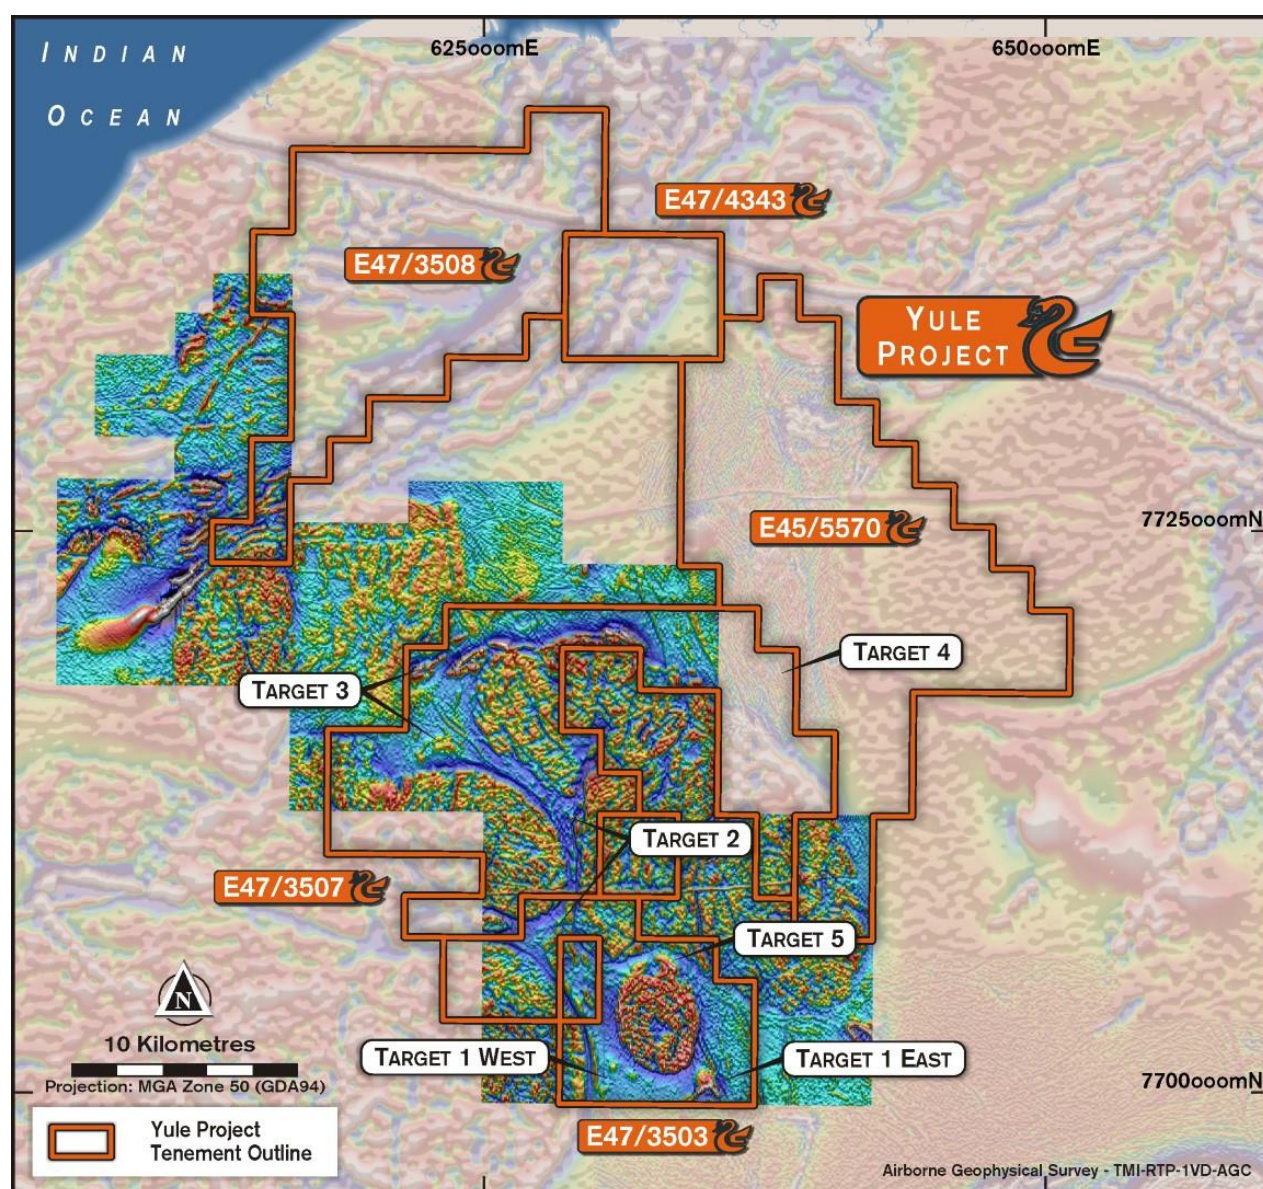 INDIAN
OCEAN
625000mE
650000mE
E47/4343
E47/3508
YULE
PROJECT
E45/5570
7725000mN
TARGET 4
TARGET 3
TARGET 2
E47/3507
TARGET 5
N
10 Kilometres
Projection: MGA Zone 50 (GDA94)
TARGET 1 WEST
TARGET 1 EAST
7700000mN
Yule Project
Tenement Outline
E47/3503
Airborne Geophysical Survey - TMI-RTP-1VD-AGC